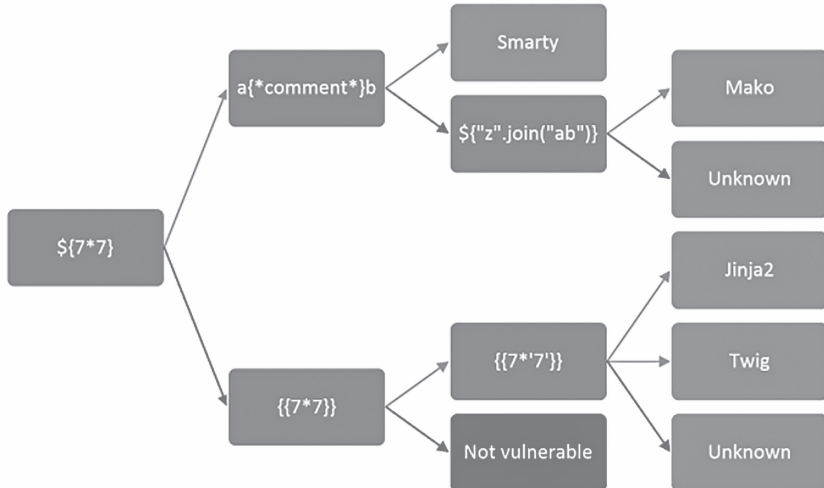 Smarty
a{*comment*}b
Mako
${"z".join("ab")}
Unknown
${7*7}
Jinja2
{{7*'7'}}
Twig
{{7*7}}
Not vulnerable
Unknown